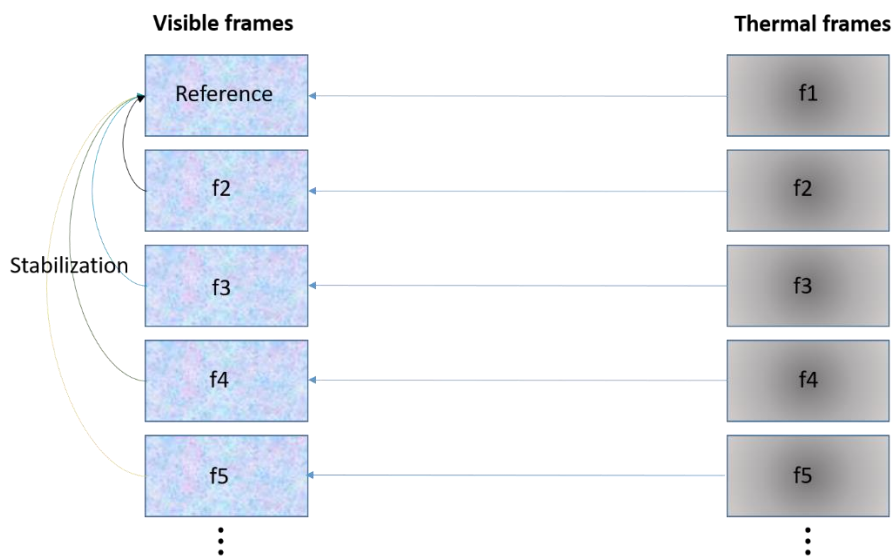 Visible frames
Thermal frames
Reference
f1
f2
f2
Stabilization
f3
f3
f4
f4
f5
f5